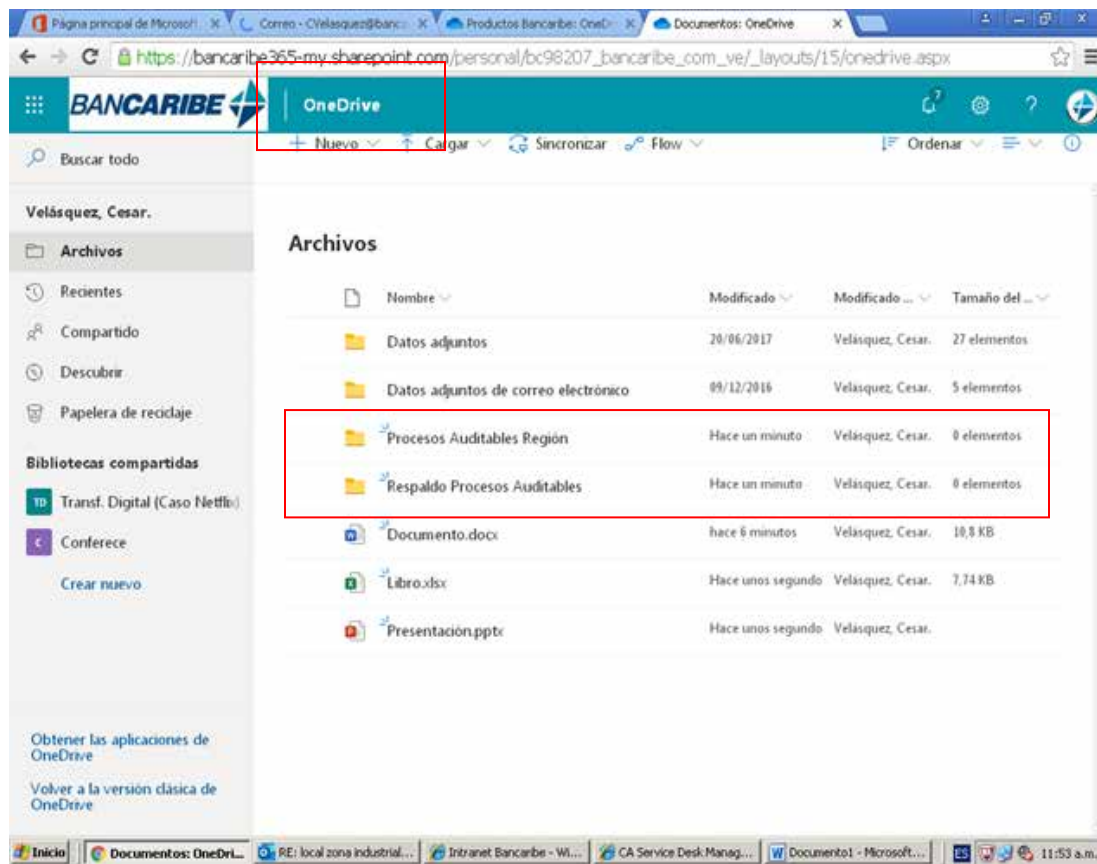 Página principal de Microsoft
Correo - CVelasquez@banc
Productos Bancaribe: OneD
Documentos: OneDrive
https://bancaribe365-my.sharepoint.com/personal/bc98207_bancaribe_com_ve/_layouts/15/onedrive.aspx
BANCARIBE
OneDrive
7
?
Buscar todo
Nuevo
Cargar
Sincronizar
Flow
Ordenar
Velásquez, Cesar.
Archivos
Recientes
Compartido
Descubrir
Papelera de reciclaje
Bibliotecas compartidas
TD Transf. Digital (Caso Netflix)
C Conferece
Crear nuevo
Obtener las aplicaciones de
OneDrive
Volver a la versión clásica de
OneDrive
Archivos
Nombre Modificado Modificado ... Tamaño del ...
Datos adjuntos 20/06/2017 Velásquez, Cesar. 27 elementos
Datos adjuntos de correo electrónico 09/12/2016 Velásquez, Cesar. 5 elementos
Procesos Auditables Región Hace un minuto Velásquez, Cesar. 0 elementos
Respaldo Procesos Auditables Hace un minuto Velásquez, Cesar. 0 elementos
Documento.docx hace 6 minutos Velásquez, Cesar. 10,8 KB
Libro.xlsx Hace unos segundo Velásquez, Cesar. 7,74 KB
Presentación.pptx Hace unos segundo Velásquez, Cesar.
Inicio
Documentos: OneDri...
RE: local zona industrial...
Intranet Bancaribe - Wi...
CA Service Desk Manag...
Documento1 - Microsoft...
ES
11:53 a.m.